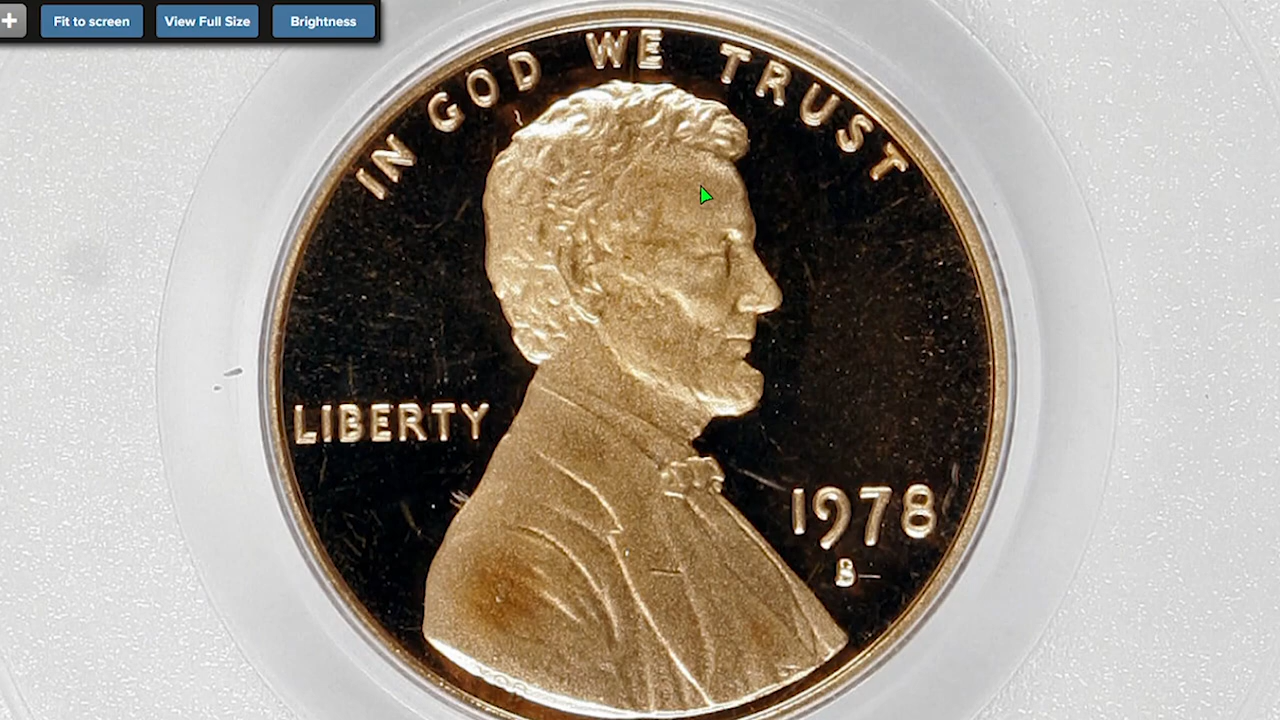 Fit to screen View Full Size Brightness
IN GOD WE TRUST
LIBERTY
1978
S